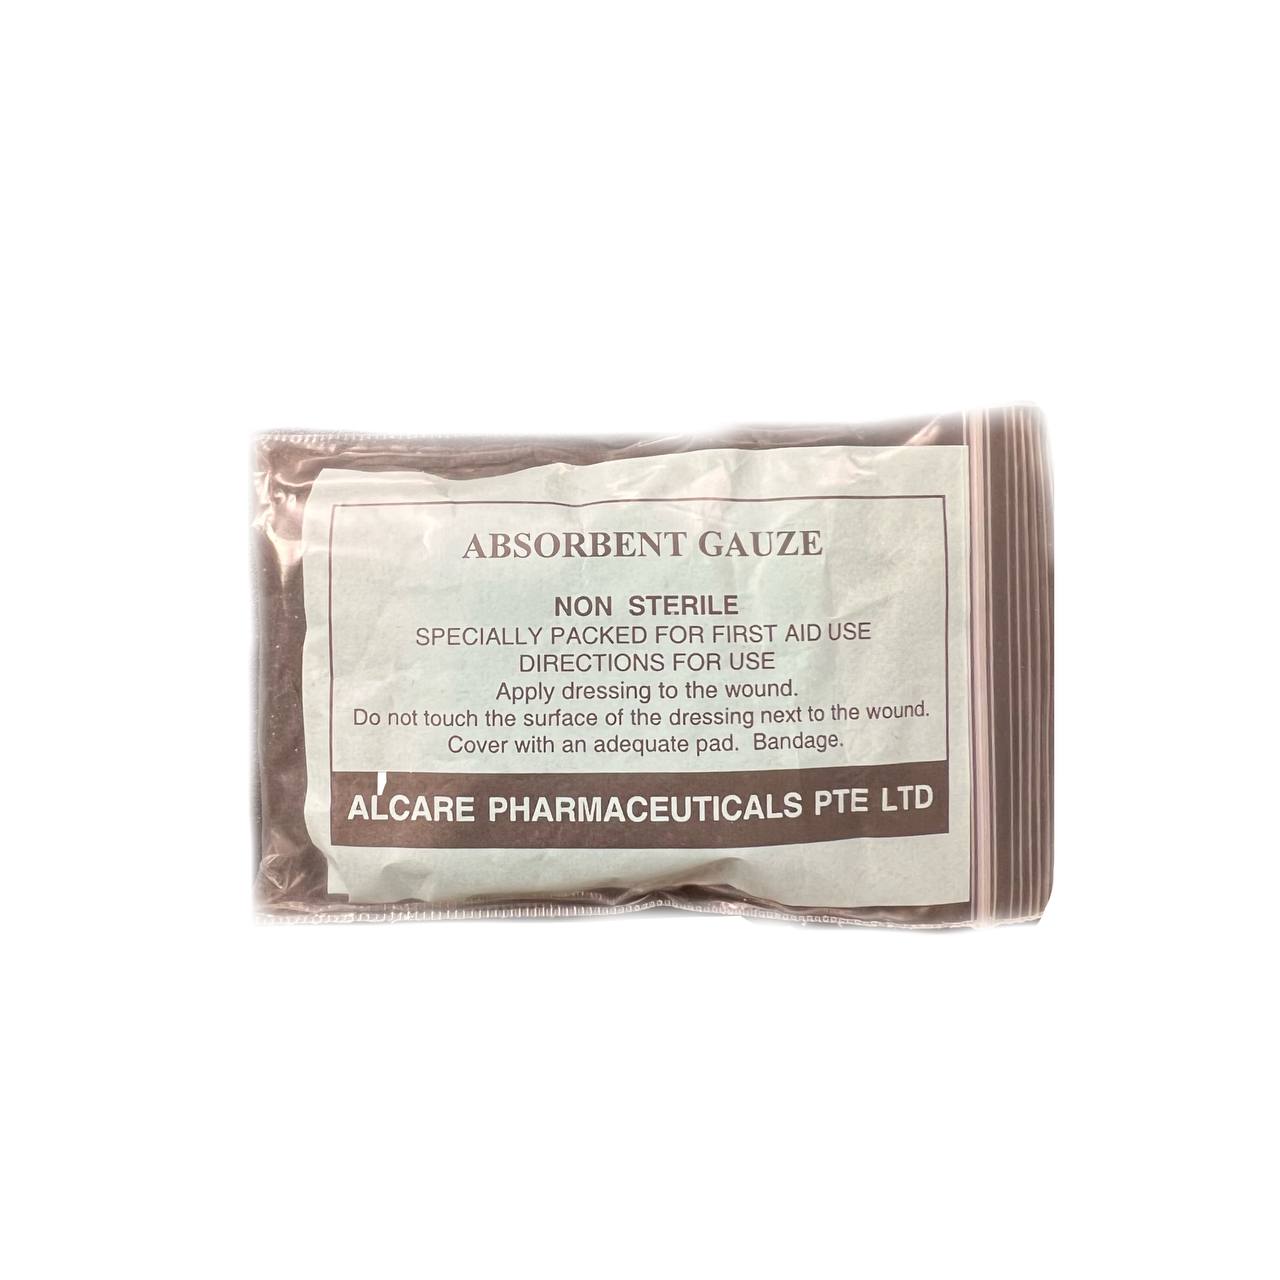 ABSORBENT GAUZE
NON STERILE
SPECIALLY PACKED FOR FIRST AID USE
DIRECTIONS FOR USE
Apply dressing to the wound.
Do not touch the surface of the dressing next to the wound.
Cover with an adequate pad. Bandage.
ALCARE PHARMACEUTICALS PTE LTD